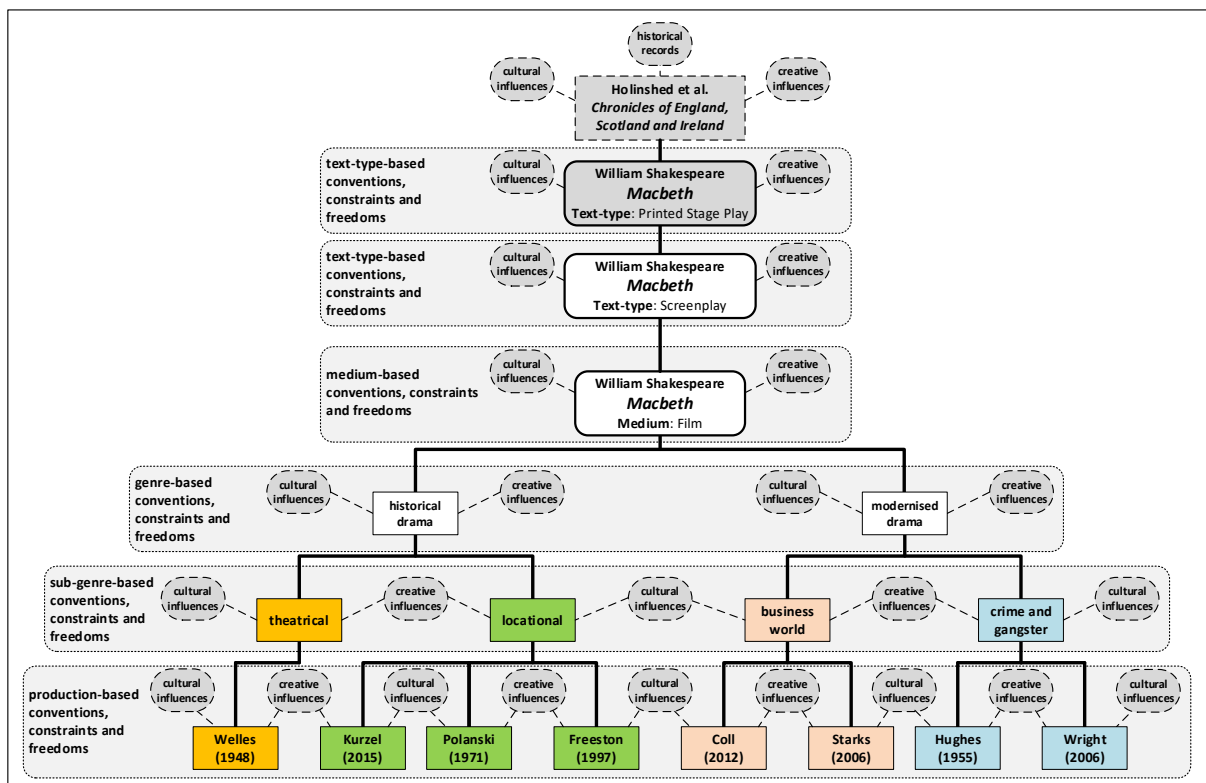 historical
records
cultural
influences
creative
influences
Holinshed et al.
Chronicles of England,
Scotland and Ireland
text-type-based
conventions,
constraints and
freedoms
cultural
influences
William Shakespeare
Macbeth
Text-type: Printed Stage Play
creative
influences
text-type-based
conventions,
constraints and
freedoms
cultural
influences
William Shakespeare
Macbeth
Text-type: Screenplay
creative
influences
medium-based
conventions, constraints
and freedoms
cultural
influences
William Shakespeare
Macbeth
Medium: Film
creative
influences
genre-based
conventions,
constraints and
freedoms
cultural
influences
historical
drama
creative
influences
cultural
influences
modernised
drama
creative
influences
sub-genre-based
conventions,
constraints and
freedoms
cultural
influences
theatrical
creative
influences
locational
cultural
influences
business
world
creative
influences
crime and
gangster
cultural
influences
production-based
conventions,
constraints and
freedoms
cultural
influences
creative
influences
cultural
influences
creative
influences
cultural
influences
creative
influences
cultural
influences
creative
influences
cultural
influences
Welles
(1948)
Kurzel
(2015)
Polanski
(1971)
Freeston
(1997)
Coll
(2012)
Starks
(2006)
Hughes
(1955)
Wright
(2006)